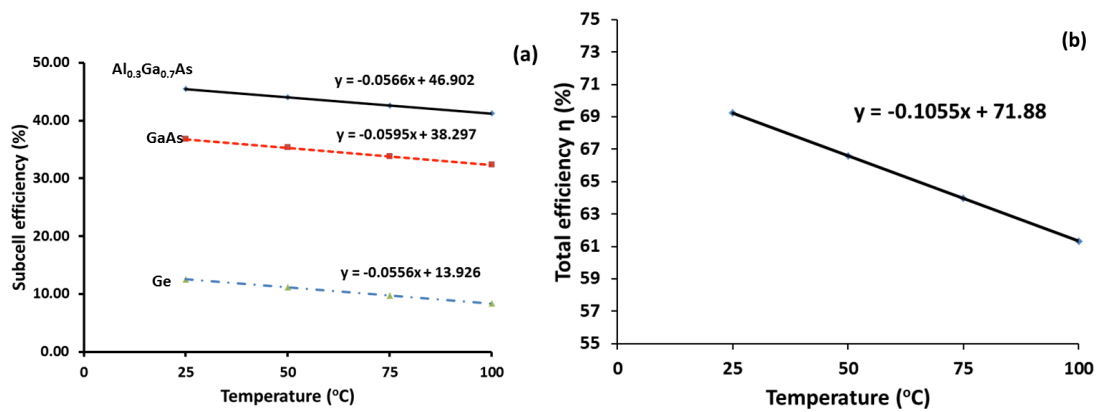 (a)
50.00
40.00
30.00
20.00
10.00
0.00
Subcell efficiency (%)
Al0.3Ga0.7As
y = -0.0566x + 46.902
GaAs
y = -0.0595x + 38.297
Ge
y = -0.0556x + 13.926
0 25 50 75 100
Temperature (oC)
(b)
75
73
71
69
67
65
63
61
59
57
55
Total efficiency η (%)
y = -0.1055x + 71.88
0 25 50 75 100
Temperature (oC)